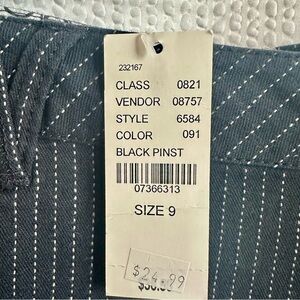 232167
CLASS 0821
VENDOR 08757
STYLE 6584
COLOR 091
BLACK PINST
07366313
SIZE 9
$24.99